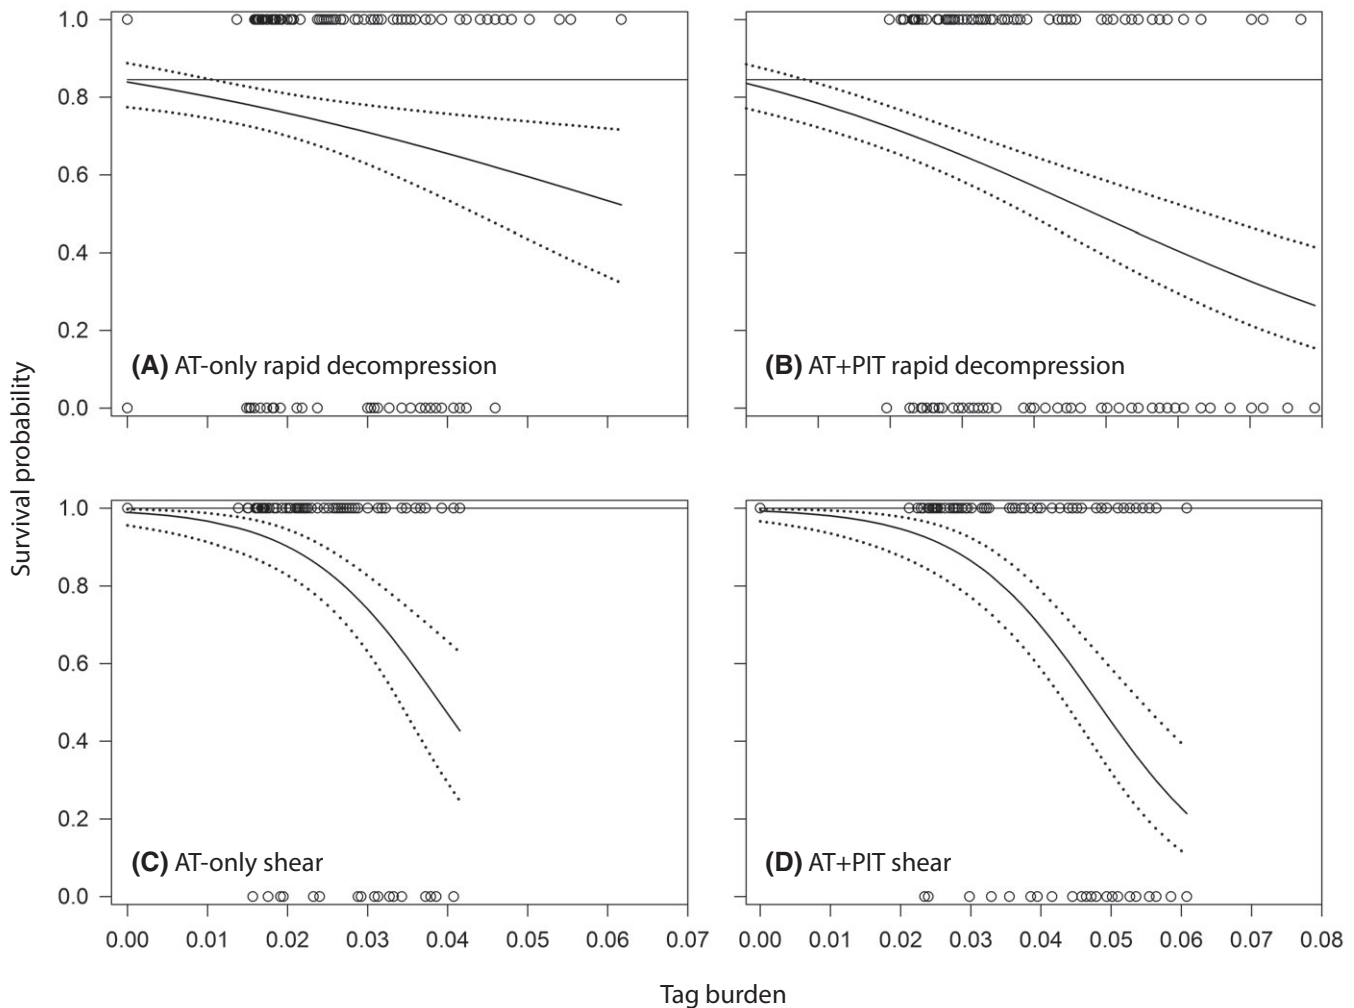 1.0
0.8
0.6
0.4
0.2
0.0
(A) AT-only rapid decompression
(B) AT+PIT rapid decompression
Survival probability
1.0
0.8
0.6
0.4
0.2
0.0
(C) AT-only shear
(D) AT+PIT shear
0.00 0.01 0.02 0.03 0.04 0.05 0.06 0.07
0.00 0.01 0.02 0.03 0.04 0.05 0.06 0.07 0.08
Tag burden